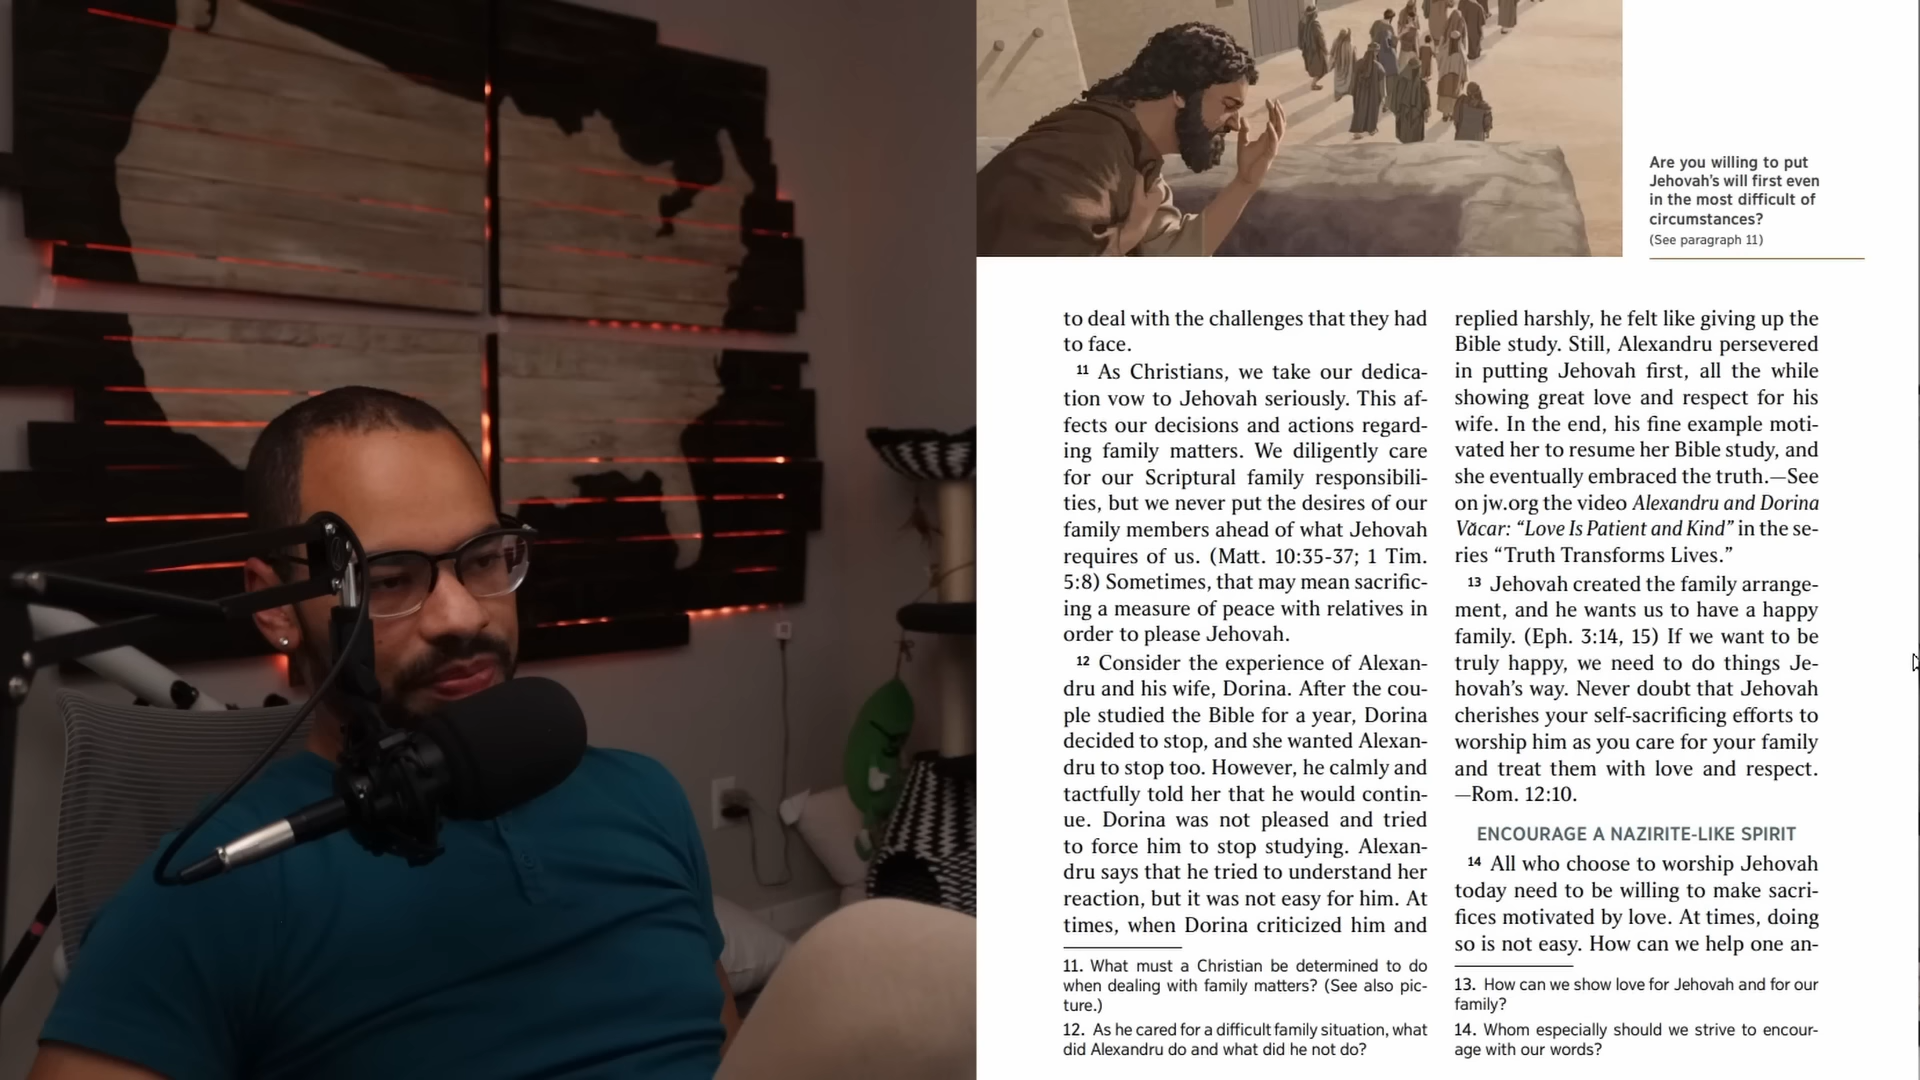 Are you willing to put
Jehovah's will first even
in the most difficult of
circumstances?
(See paragraph 11)
to deal with the challenges that they had
to face.
11 As Christians, we take our dedica-
tion vow to Jehovah seriously. This af-
fects our decisions and actions regard-
ing family matters. We diligently care
for our Scriptural family responsibili-
ties, but we never put the desires of our
family members ahead of what Jehovah
requires of us. (Matt. 10:35-37; 1 Tim.
5:8) Sometimes, that may mean sacrific-
ing a measure of peace with relatives in
order to please Jehovah.
12 Consider the experience of Alexan-
dru and his wife, Dorina. After the cou-
ple studied the Bible for a year, Dorina
decided to stop, and she wanted Alexan-
dru to stop too. However, he calmly and
tactfully told her that he would contin-
ue. Dorina was not pleased and tried
to force him to stop studying. Alexan-
dru says that he tried to understand her
reaction, but it was not easy for him. At
times, when Dorina criticized him and
11. What must a Christian be determined to do
when dealing with family matters? (See also pic-
ture.)
12. As he cared for a difficult family situation, what
did Alexandru do and what did he not do?
replied harshly, he felt like giving up the
Bible study. Still, Alexandru persevered
in putting Jehovah first, all the while
showing great love and respect for his
wife. In the end, his fine example moti-
vated her to resume her Bible study, and
she eventually embraced the truth.—See
on jw.org the video Alexandru and Dorina
Văcar: “Love Is Patient and Kind” in the se-
ries “Truth Transforms Lives.”
13 Jehovah created the family arrange-
ment, and he wants us to have a happy
family. (Eph. 3:14, 15) If we want to be
truly happy, we need to do things Je-
hovah's way. Never doubt that Jehovah
cherishes your self-sacrificing efforts to
worship him as you care for your family
and treat them with love and respect.
—Rom. 12:10.
ENCOURAGE A NAZIRITE-LIKE SPIRIT
14 All who choose to worship Jehovah
today need to be willing to make sacri-
fices motivated by love. At times, doing
so is not easy. How can we help one an-
13. How can we show love for Jehovah and for our
family?
14. Whom especially should we strive to encour-
age with our words?